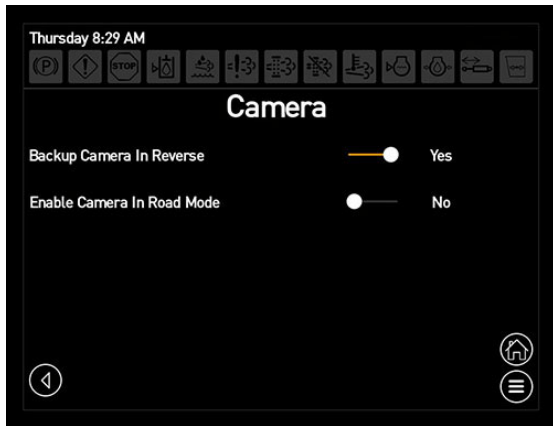 Thursday 8:29 AM
(P) STOP
Camera
Backup Camera In Reverse Yes
Enable Camera In Road Mode No